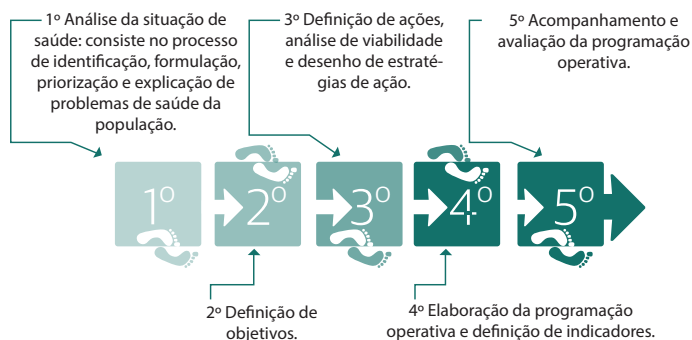 1º Análise da situação de
saúde: consiste no processo
de identificação, formulação,
priorização e explicação de
problemas de saúde da
população.
3º Definição de ações,
análise de viabilidade
e desenho de estraté-
gias de ação.
5º Acompanhamento e
avaliação da programação
operativa.
1º
2º
3º
4º
5º
2º Definição de
objetivos.
4º Elaboração da programação
operativa e definição de indicadores.